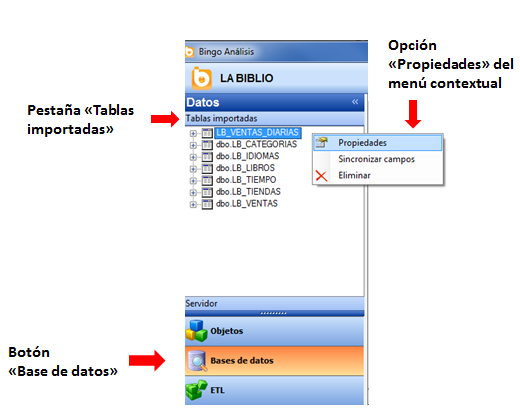 Opción
«Propiedades» del
menú contextual
Bingo Análisis
LA BIBLIO
Pestaña «Tablas
importadas»
Datos
Tablas importadas
LB_VENTAS_DIARIAS
dbo.LB_CATEGORIAS
dbo.LB_IDIOMAS
dbo.LB_LIBROS
dbo.LB_TIEMPO
dbo.LB_TIENDAS
dbo.LB_VENTAS
Propiedades
Sincronizar campos
Eliminar
Servidor
Objetos
Botón
«Base de datos»
Bases de datos
ETL